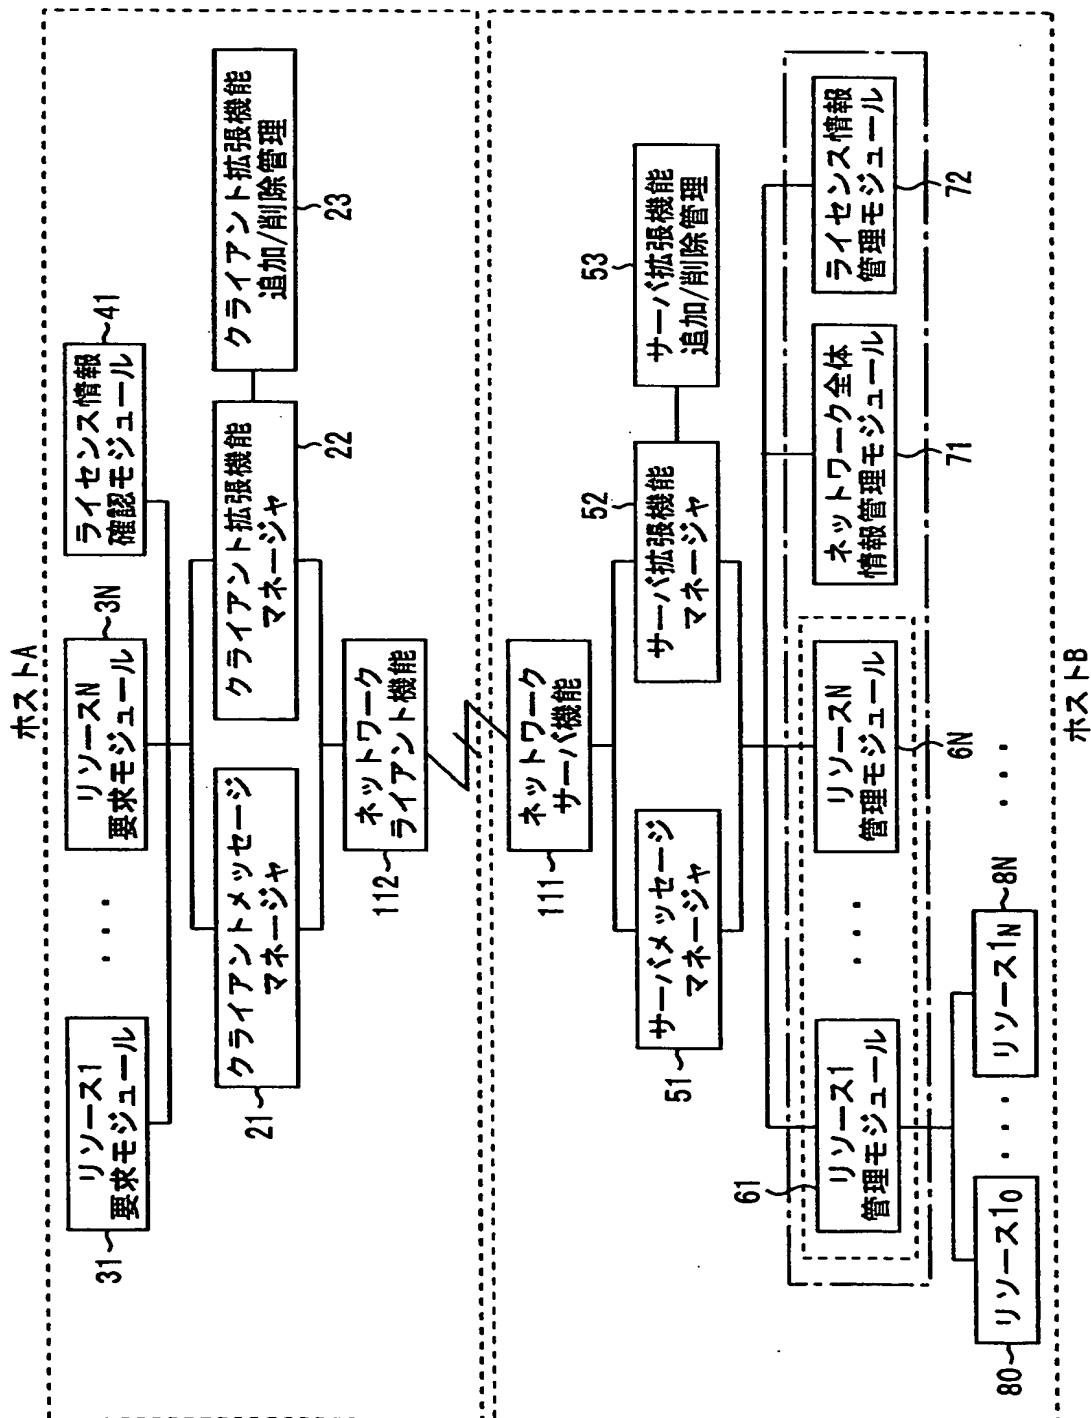 ホストA
リソース1
要求モジュール
31
・・・
リソースN
要求モジュール
3N
ライセンス情報
確認モジュール
41
クライアントメッセージ
マネージャ
21
クライアント拡張機能
マネージャ
22
クライアント拡張機能
追加/削除管理
23
ネットワーク
ライアント機能
112
ネットワーク
サーバ機能
111
サーバメッセージ
マネージャ
51
サーバ拡張機能
マネージャ
52
サーバ拡張機能
追加/削除管理
53
リソース1
管理モジュール
61
・・・
リソースN
管理モジュール
6N
ネットワーク全体
情報管理モジュール
71
ライセンス情報
管理モジュール
72
リソース10
80
・・・・
リソース1N
8N
・・・
ホストB